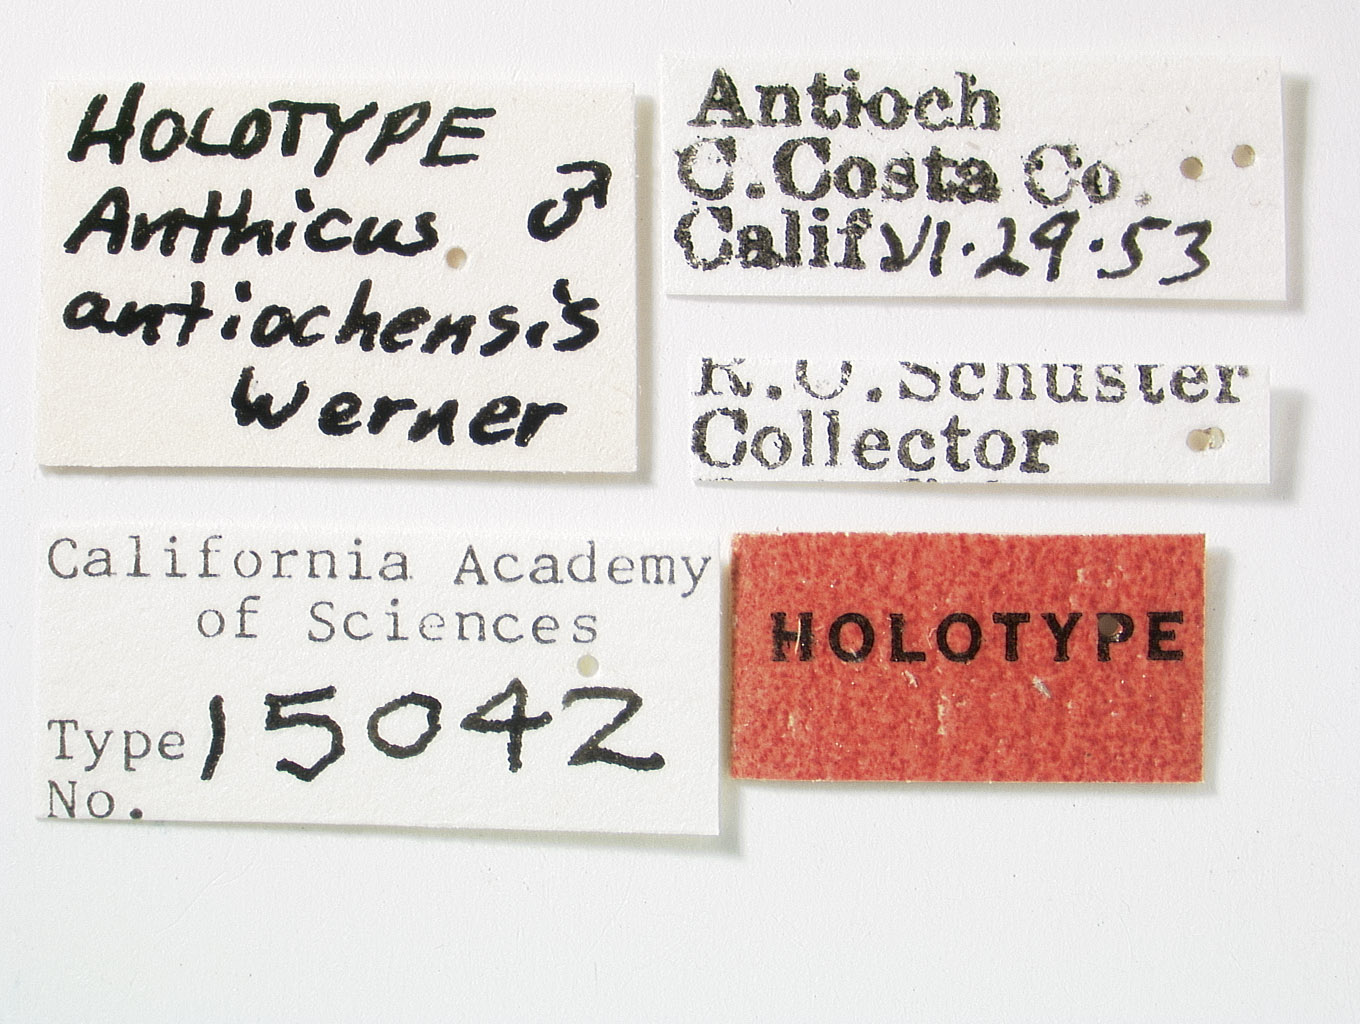 HOLOTYPE
Anthicus ♂
antiochensis
Werner
Antioch
C.Costa Co.
Calif VI·29·53
R.O.Schuster
Collector
California Academy
of Sciences
Type 15042
No.
HOLOTYPE